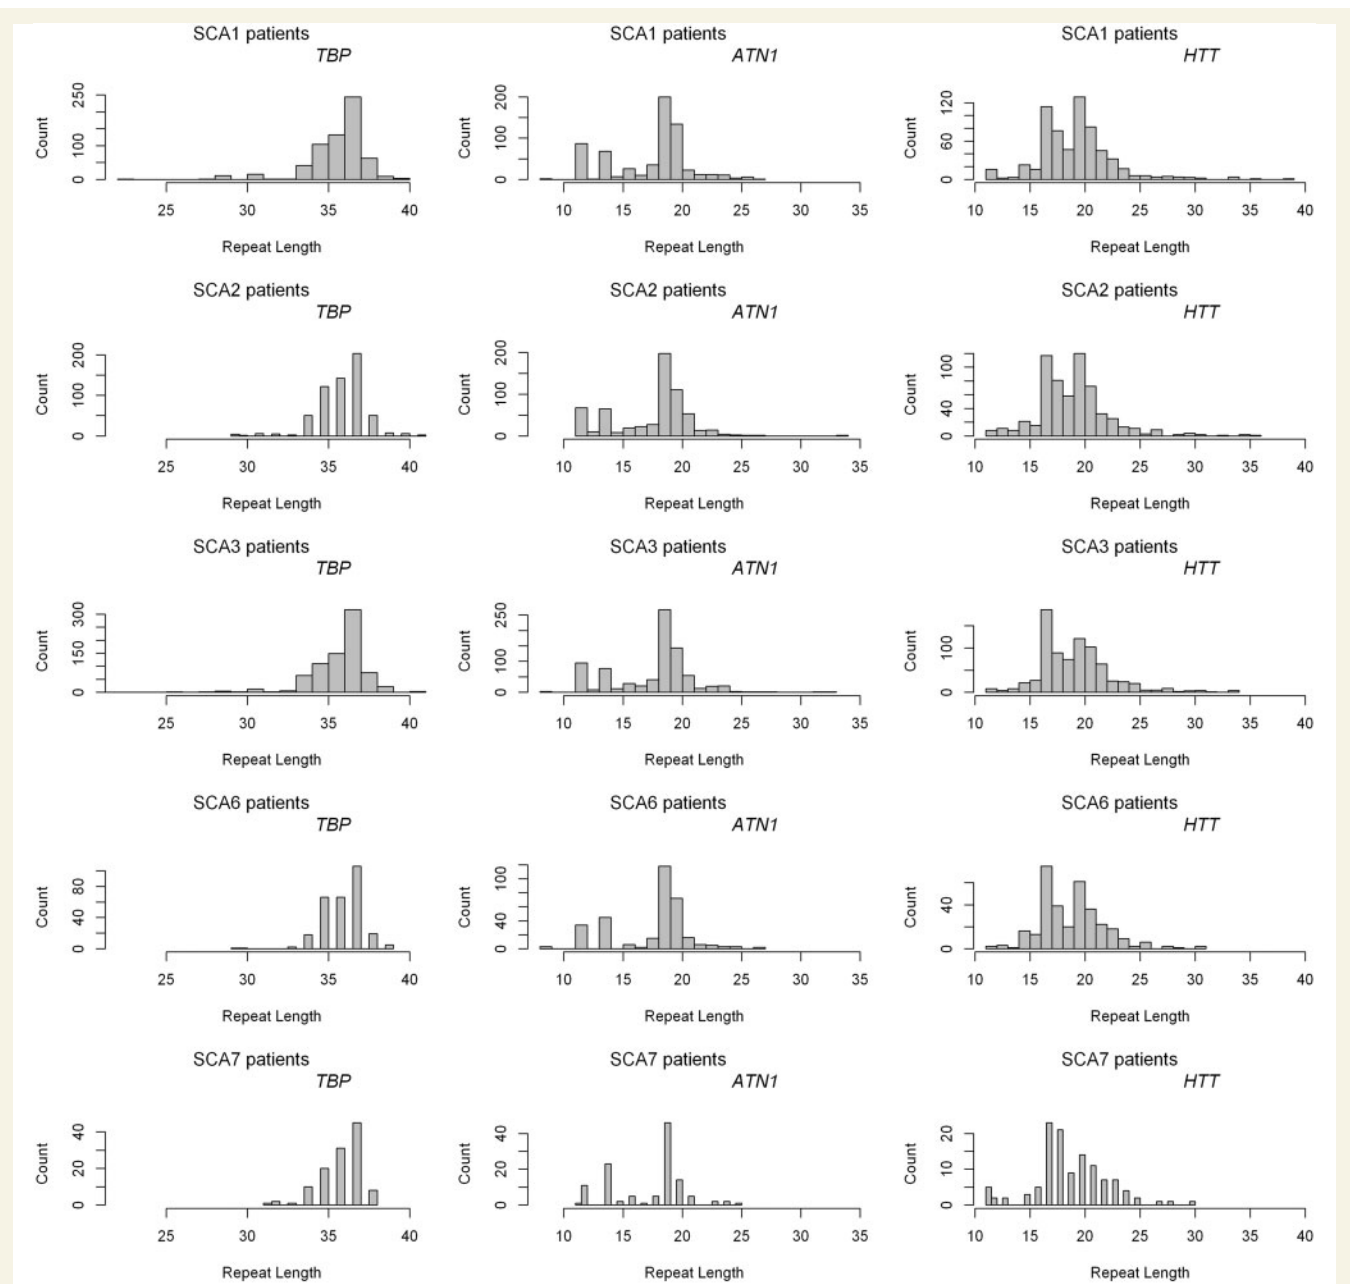 SCA1 patients SCA1 patients SCA1 patients
TBP ATN1 HTT
Count 0 100 250 Count 0 100 200 Count 0 60 120
25 30 35 40 10 15 20 25 30 35 10 15 20 25 30 35 40
Repeat Length Repeat Length Repeat Length
SCA2 patients SCA2 patients SCA2 patients
TBP ATN1 HTT
Count 0 100 200 Count 0 100 200 Count 0 40 100
25 30 35 40 10 15 20 25 30 35 10 15 20 25 30 35 40
Repeat Length Repeat Length Repeat Length
SCA3 patients SCA3 patients SCA3 patients
TBP ATN1 HTT
Count 0 150 300 Count 0 100 250 Count 0 100
25 30 35 40 10 15 20 25 30 35 10 15 20 25 30 35 40
Repeat Length Repeat Length Repeat Length
SCA6 patients SCA6 patients SCA6 patients
TBP ATN1 HTT
Count 0 40 80 Count 0 40 100 Count 0 40
25 30 35 40 10 15 20 25 30 35 10 15 20 25 30 35 40
Repeat Length Repeat Length Repeat Length
SCA7 patients SCA7 patients SCA7 patients
TBP ATN1 HTT
Count 0 20 40 Count 0 20 40 Count 0 10 20
25 30 35 40 10 15 20 25 30 35 10 15 20 25 30 35 40
Repeat Length Repeat Length Repeat Length